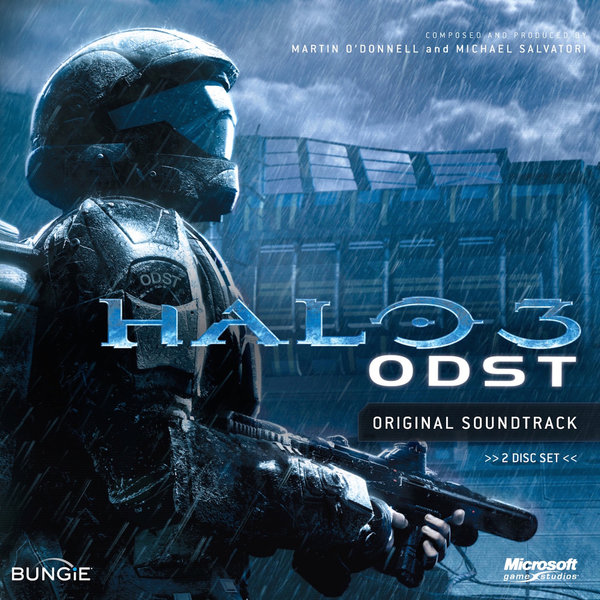 COMPOSED AND PRODUCED BY
MARTIN O'DONNELL and MICHAEL SALVATORI
ODST
HALO 3
ODST
ORIGINAL SOUNDTRACK
>> 2 DISC SET <<
BUNGiE
Microsoft
game studios